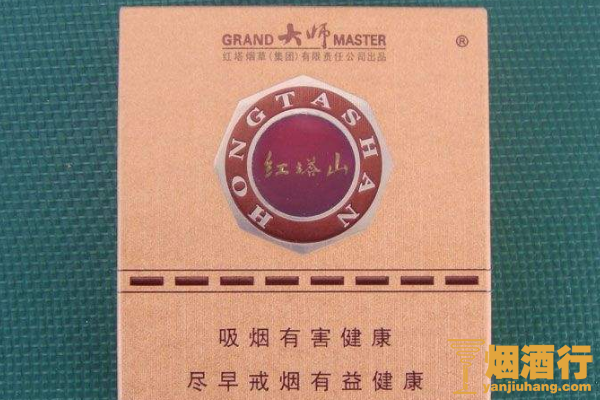 GRAND 大师 MASTER
®
红塔烟草(集团)有限责任公司出品
HONGTASHAN
红塔山
吸烟有害健康
尽早戒烟有益健康
烟酒行
yanjiuhang.com